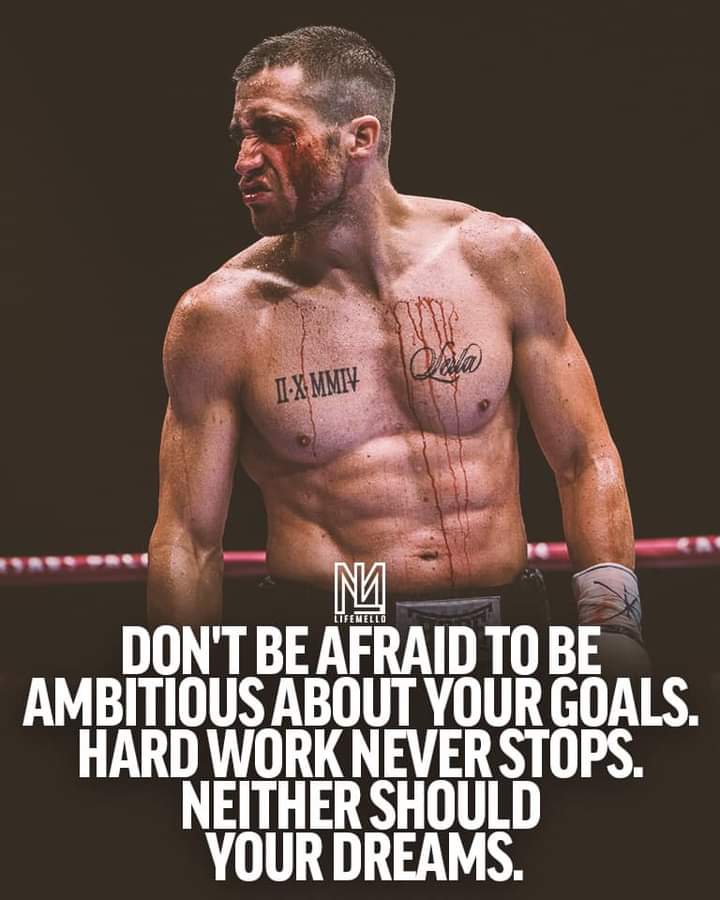 II·X·MMIV
Leila
LIFEMELLO
DON'T BE AFRAID TO BE
AMBITIOUS ABOUT YOUR GOALS.
HARD WORK NEVER STOPS.
NEITHER SHOULD
YOUR DREAMS.